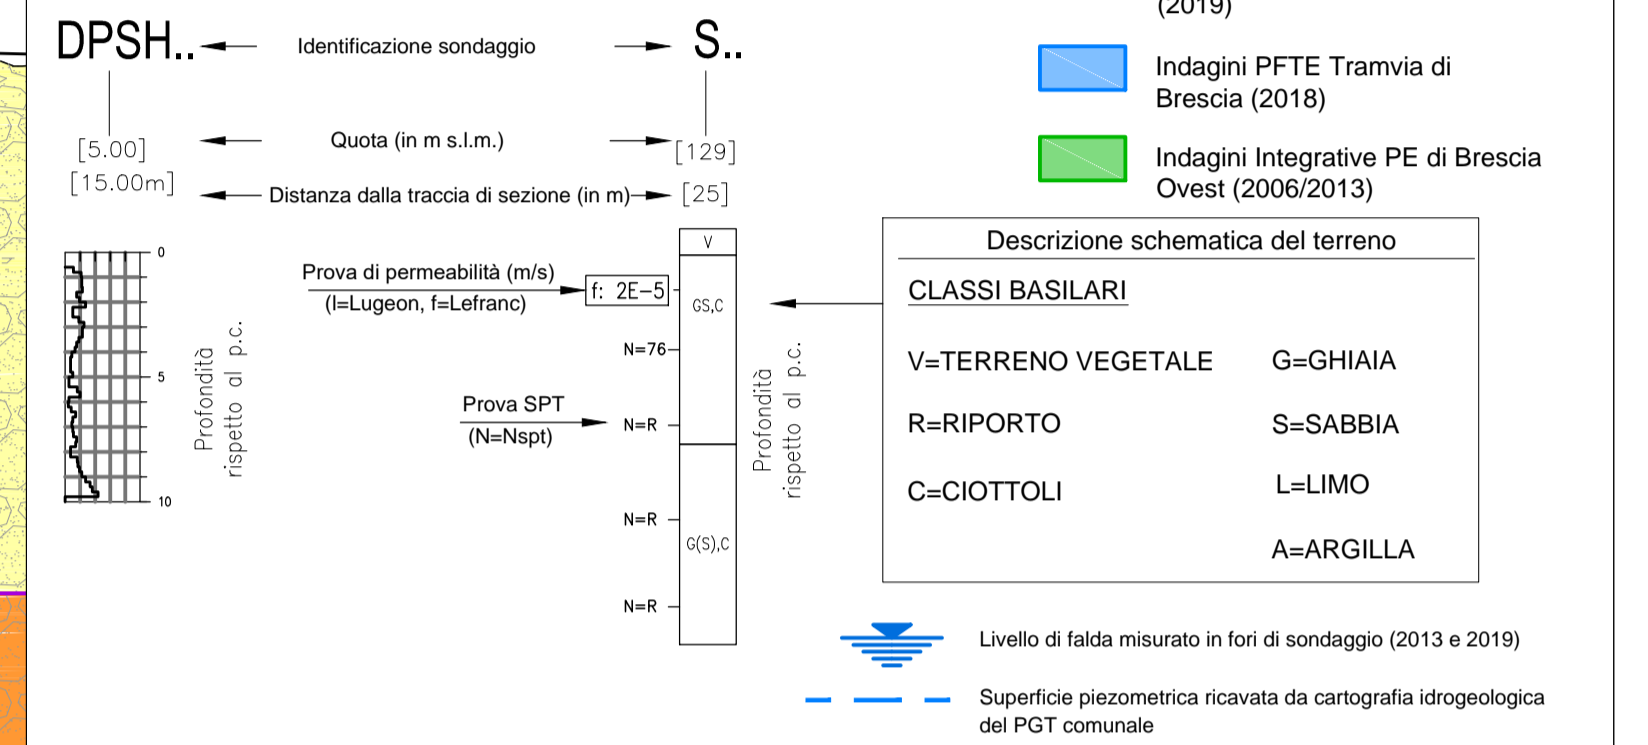 (2019)
DPSH..
Identificazione sondaggio
S..
Indagini PFTE Tramvia di
Brescia (2018)
[5.00]
Quota (in m s.l.m.)
[129]
Indagini Integrative PE di Brescia
Ovest (2006/2013)
[15.00m]
Distanza dalla traccia di sezione (in m)
[25]
0
5
10
Profondità
rispetto al p.c.
Prova di permeabilità (m/s)
(l=Lugeon, f=Lefranc)
f: 2E-5
N=76
Prova SPT
(N=Nspt)
N=R
N=R
N=R
V
GS,C
G(S),C
Profondità
rispetto al p.c.
Descrizione schematica del terreno
CLASSI BASILARI
V=TERRENO VEGETALE
G=GHIAIA
R=RIPORTO
S=SABBIA
C=CIOTTOLI
L=LIMO
A=ARGILLA
Livello di falda misurato in fori di sondaggio (2013 e 2019)
Superficie piezometrica ricavata da cartografia idrogeologica
del PGT comunale